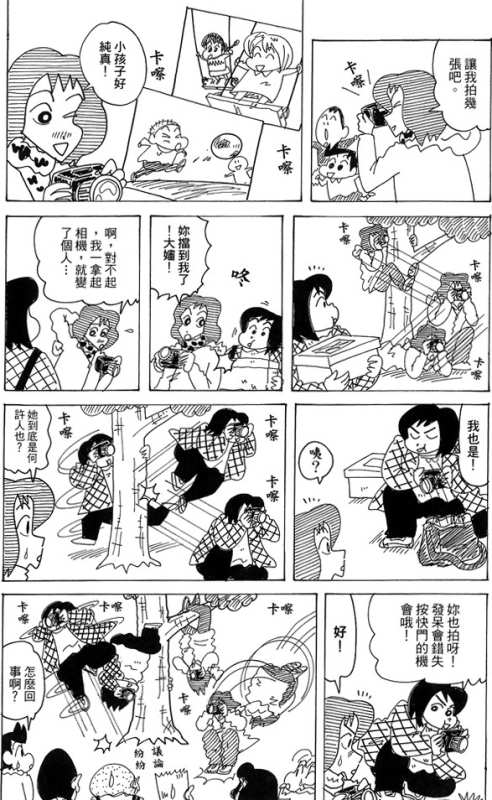 讓我拍幾
張吧。
卡嚓
卡嚓
卡嚓
小孩子好
純真！
卡嚓
卡嚓
卡嚓
咚
妳擋到我了
！大嬸！
啊，對不起
，我一拿起
相機，就變
了個人…
我也是！
咦？
卡嚓
卡嚓
卡嚓
她到底是何
許人也？
妳也拍呀！
發呆會錯失
按快門的機
會哦！
好！
卡嚓
卡嚓
卡嚓
卡嚓
議論
紛紛
怎麼回
事啊？